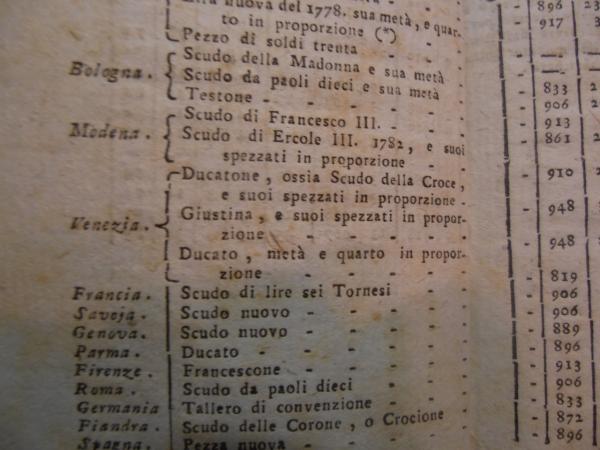 Lira nuova del 1778. sua metà, e quar- 896
to in proporzione (*) - - 917
Pezzo di soldi trenta - - - -
Bologna. Scudo della Madonna e sua metà - 833
Scudo da paoli dieci e sua metà - 906
Testone - - - - - - - 913
Modena. Scudo di Francesco III. - - - - 861
Scudo di Ercole III. 1782, e suoi
spezzati in proporzione - - 910
Ducatone, ossia Scudo della Croce,
e suoi spezzati in proporzione - 948
Venezia. Giustina, e suoi spezzati in propor-
zione - - - - - - 948
Ducato, metà e quarto in propor-
zione - - - - - - 819
Francia. Scudo di lire sei Tornesi - - - 906
Savoja. Scudo nuovo - - - - - - 906
Genova. Scudo nuovo - - - - - - 889
Parma. Ducato - - - - - - - 896
Firenze. Francescone - - - - - - 913
Roma. Scudo da paoli dieci - - - - 906
Germania Tallero di convenzione - - - - 833
Fiandra. Scudo delle Corone, o Crocione - - 872
Spagna. Pezza nuova - - - - - - 896